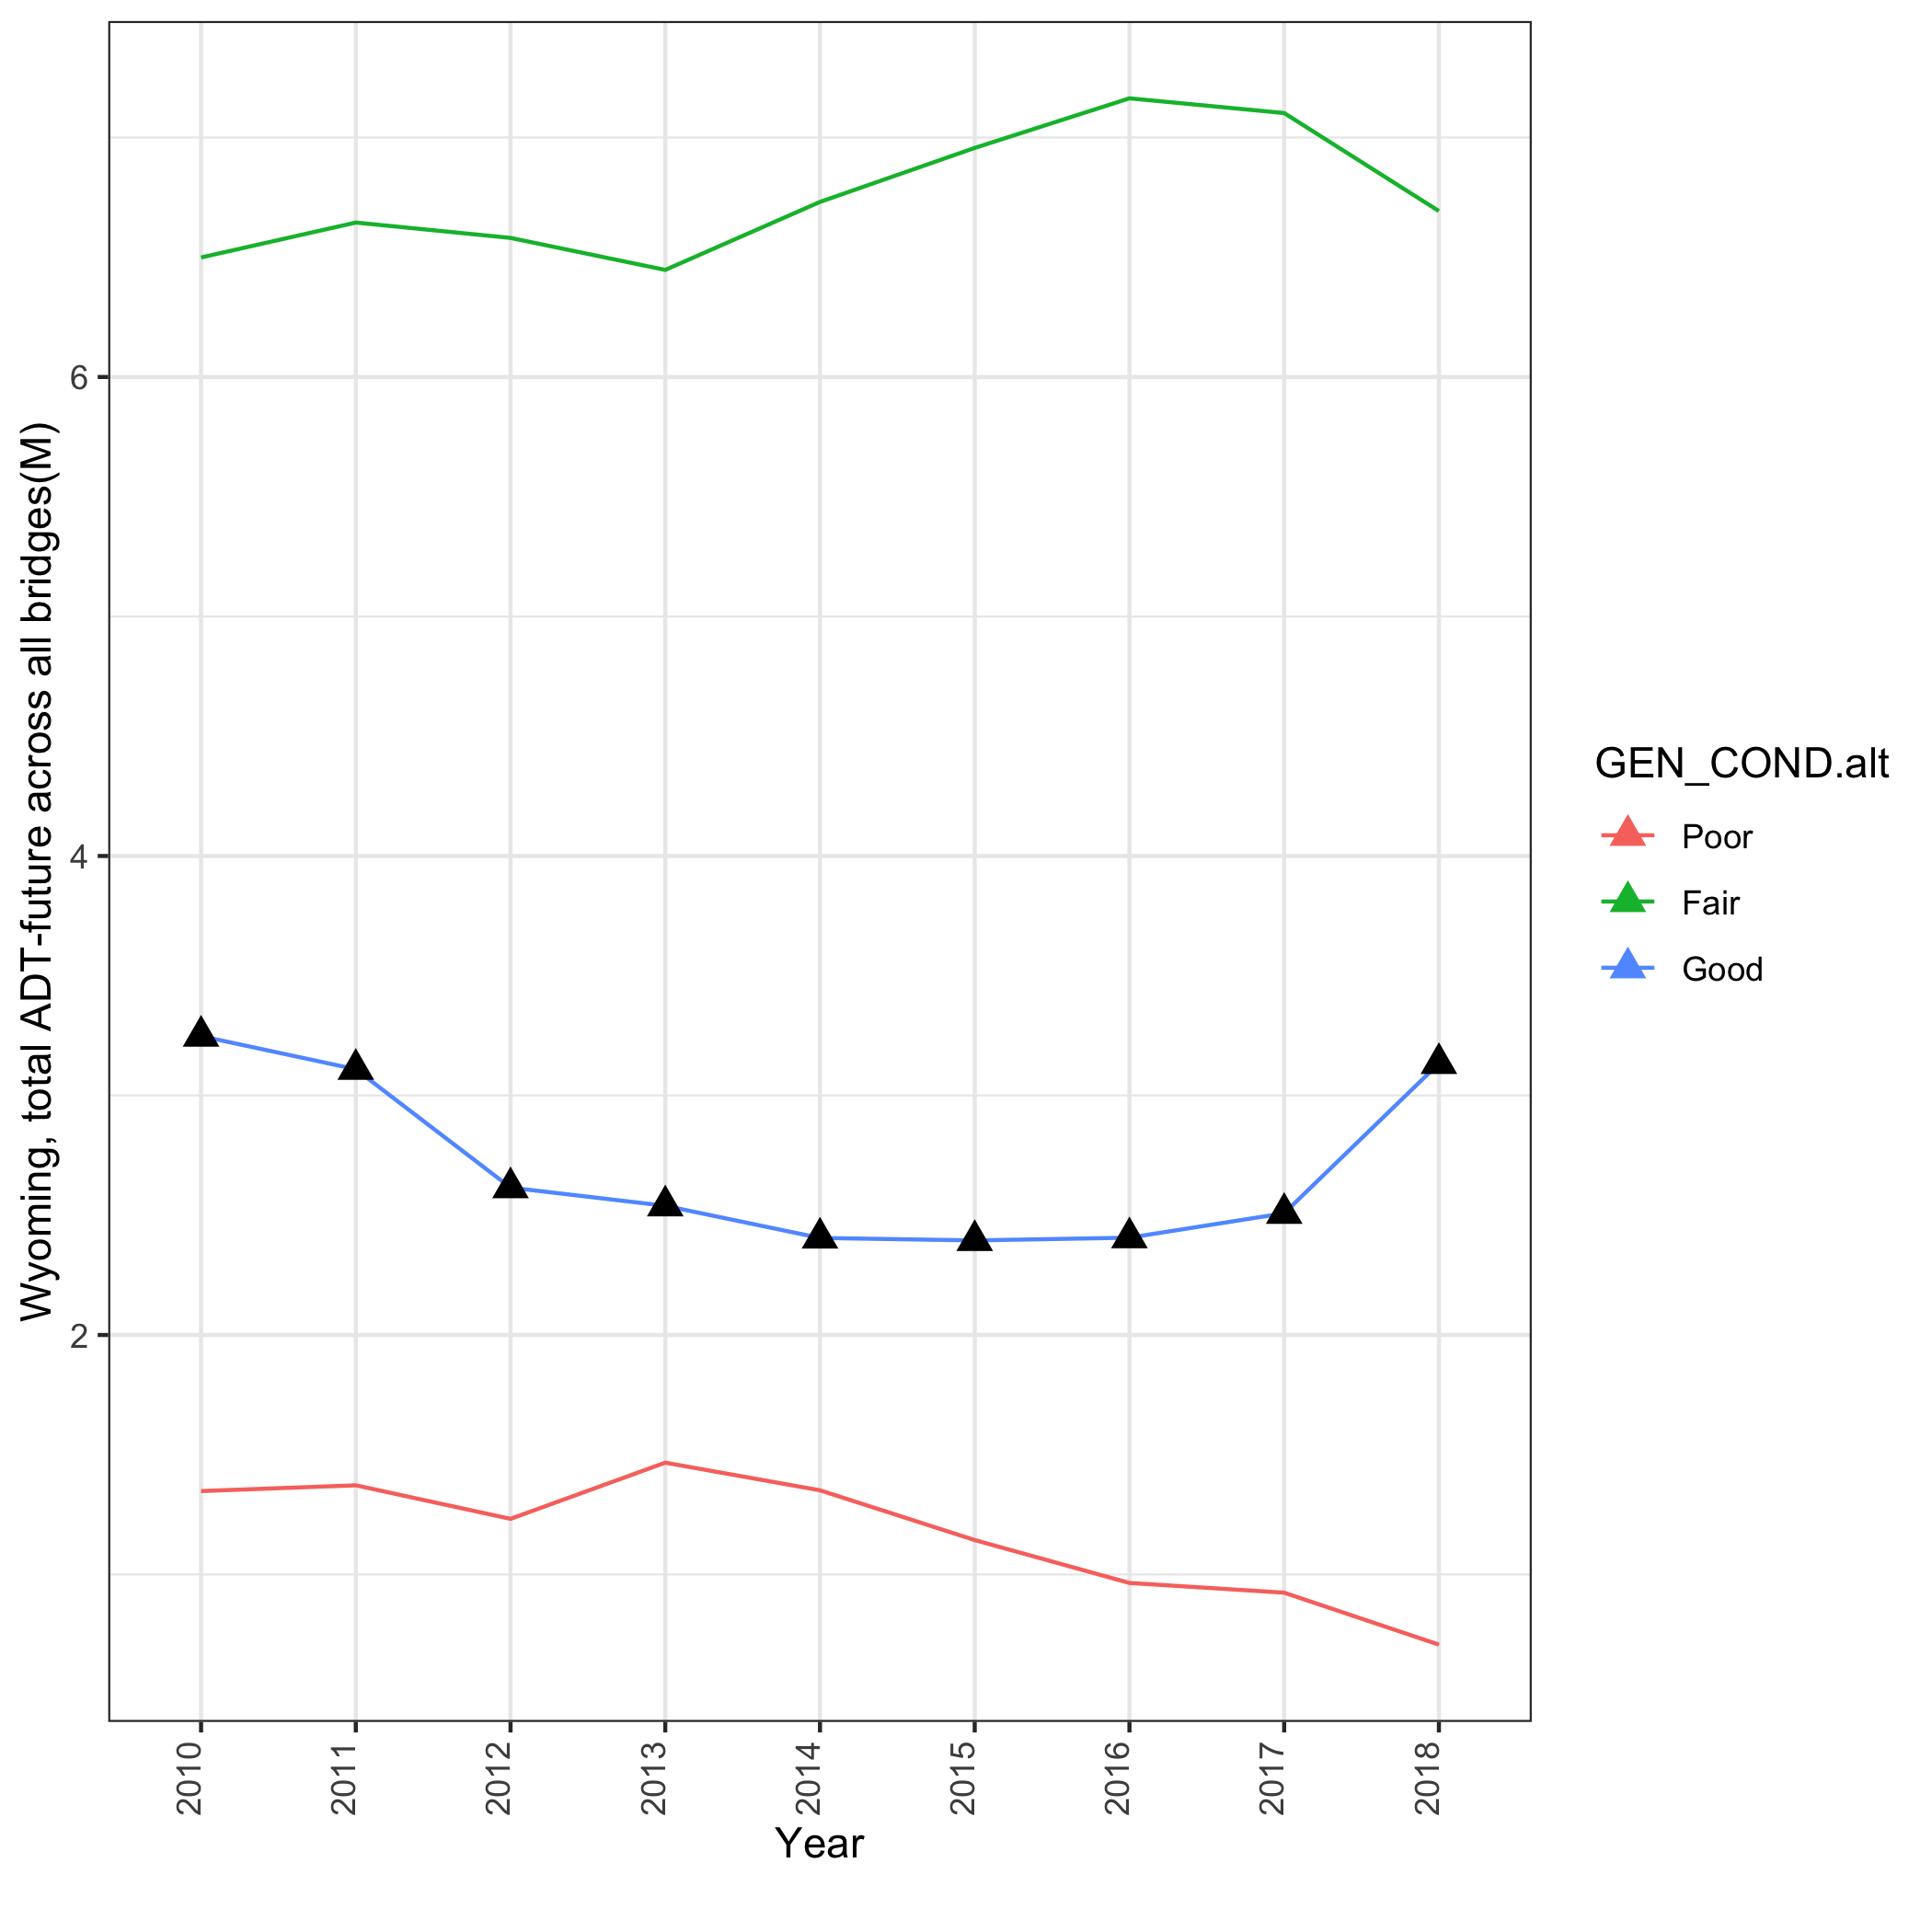 Wyoming, total ADT-future across all bridges(M)
6
4
2
2010
2011
2012
2013
2014
2015
2016
2017
2018
Year
GEN_COND.alt
Poor
Fair
Good